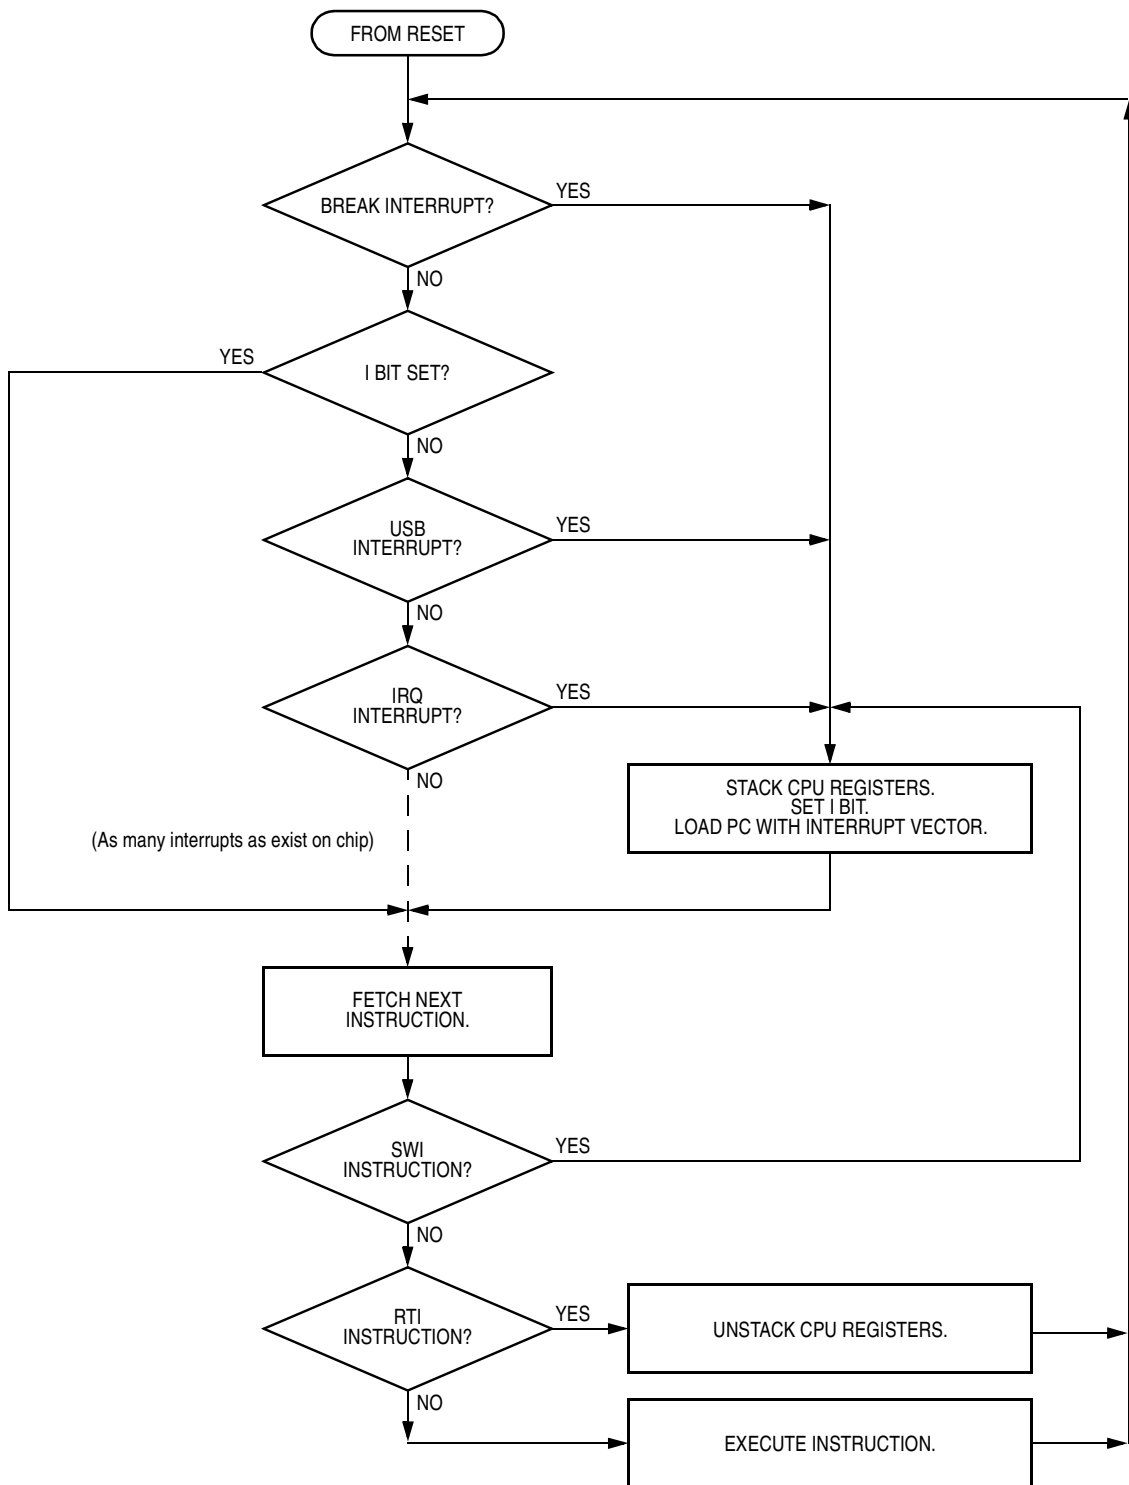 FROM RESET
BREAK INTERRUPT?
YES
NO
YES
I BIT SET?
NO
USB
INTERRUPT?
YES
NO
IRQ
INTERRUPT?
YES
NO
STACK CPU REGISTERS.
SET I BIT.
LOAD PC WITH INTERRUPT VECTOR.
(As many interrupts as exist on chip)
FETCH NEXT
INSTRUCTION.
SWI
INSTRUCTION?
YES
NO
RTI
INSTRUCTION?
YES
UNSTACK CPU REGISTERS.
NO
EXECUTE INSTRUCTION.